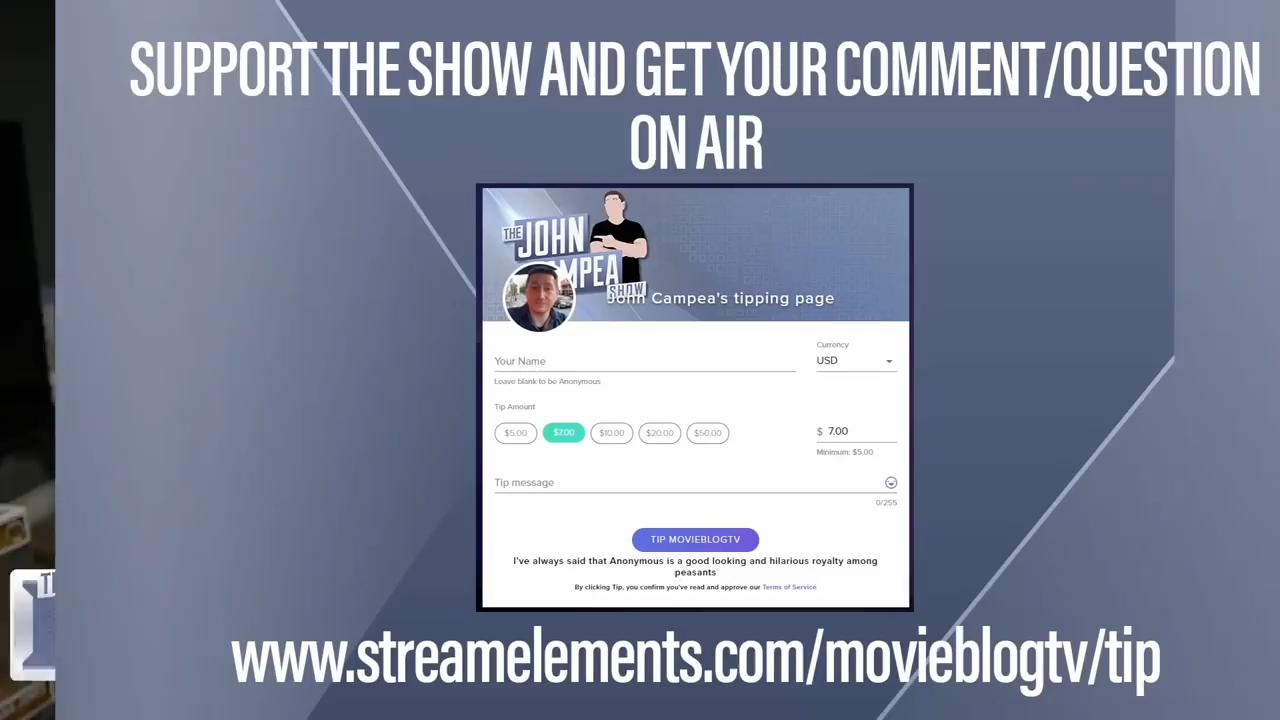 SUPPORT THE SHOW AND GET YOUR COMMENT/QUESTION
ON AIR
THE
JOHN
CAMPEA
SHOW
John Campea's tipping page
Your Name
Currency
USD
Leave blank to be Anonymous
Tip Amount
$5.00
$7.00
$10.00
$20.00
$50.00
$ 7.00
Minimum: $5.00
Tip message
0/255
TIP MOVIEBLOGTV
I've always said that Anonymous is a good looking and hilarious royalty among
peasants
By clicking Tip, you confirm you've read and approve our Terms of Service
www.streamelements.com/movieblogtv/tip